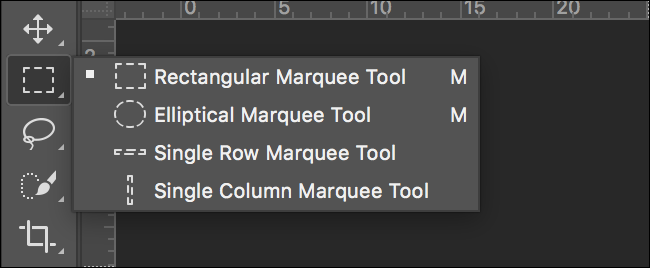 0 5 10 15 20
2
Rectangular Marquee Tool M
Elliptical Marquee Tool M
Single Row Marquee Tool
Single Column Marquee Tool